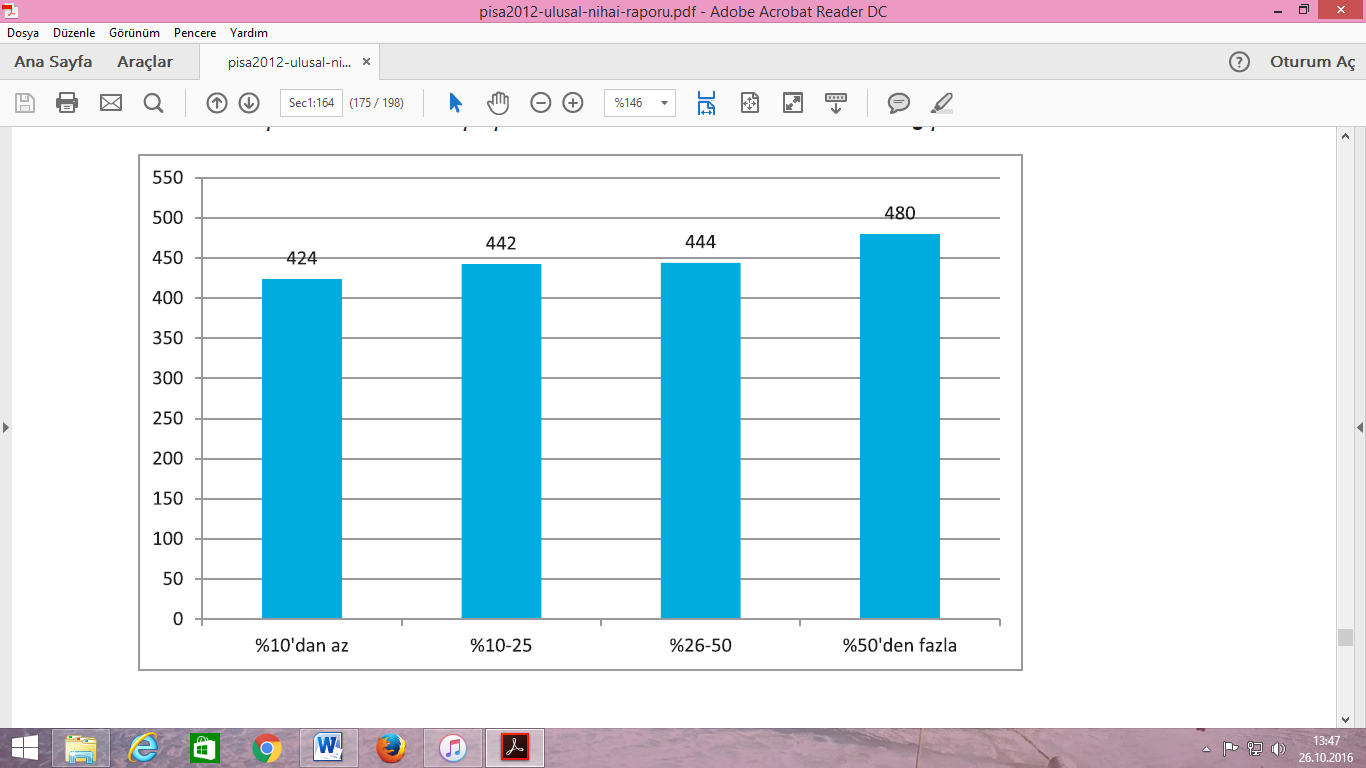 pisa2012-ulusal-nihai-raporu.pdf - Adobe Acrobat Reader DC
Dosya Düzenle Görünüm Pencere Yardım
Ana Sayfa Araçlar pisa2012-ulusal-ni... × ? Oturum Aç
Sec1:164 (175 / 198) %146
550
500
450
400
350
300
250
200
150
100
50
0
424 442 444 480
%10'dan az %10-25 %26-50 %50'den fazla
13:47
26.10.2016